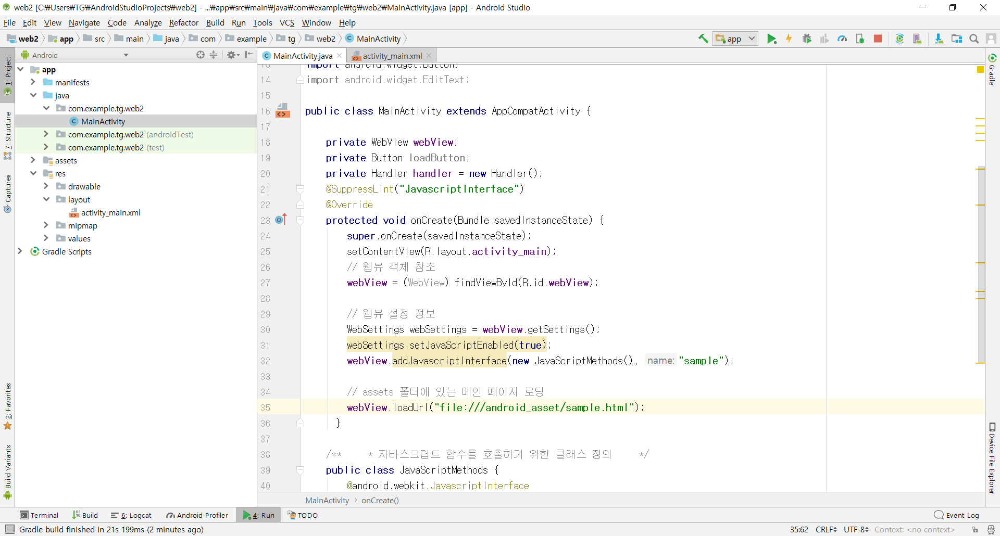 web2 [C:₩Users₩TG₩AndroidStudioProjects₩web2] - ...₩app₩src₩main₩java₩com₩example₩tg₩web2₩MainActivity.java [app] - Android Studio
File Edit View Navigate Code Analyze Refactor Build Run Tools VCS Window Help
web2 app src main java com example tg web2 MainActivity app
1: Project
7: Structure
Captures
2: Favorites
Build Variants
Android
app
manifests
java
com.example.tg.web2
MainActivity
com.example.tg.web2 (androidTest)
com.example.tg.web2 (test)
assets
res
drawable
layout
activity_main.xml
mipmap
values
Gradle Scripts
MainActivity.java activity_main.xml
13 import android.widget.Button;
14 import android.widget.EditText;
15
16 public class MainActivity extends AppCompatActivity {
17
18 private WebView webView;
19 private Button loadButton;
20 private Handler handler = new Handler();
21 @SuppressLint("JavascriptInterface")
22 @Override
23 protected void onCreate(Bundle savedInstanceState) {
24 super.onCreate(savedInstanceState);
25 setContentView(R.layout.activity_main);
26 // 웹뷰 객체 참조
27 webView = (WebView) findViewById(R.id.webView);
28
29 // 웹뷰 설정 정보
30 WebSettings webSettings = webView.getSettings();
31 webSettings.setJavaScriptEnabled(true);
32 webView.addJavascriptInterface(new JavaScriptMethods(), name: "sample");
33
34 // assets 폴더에 있는 메인 페이지 로딩
35 webView.loadUrl("file:///android_asset/sample.html");
36 }
37
38 /** * 자바스크립트 함수를 호출하기 위한 클래스 정의 */
39 public class JavaScriptMethods {
40 @android.webkit.JavascriptInterface
MainActivity › onCreate()
Gradle
Device File Explorer
Terminal Build 6: Logcat Android Profiler 4: Run TODO Event Log
Gradle build finished in 21s 199ms (2 minutes ago) 35:62 CRLF UTF-8 Context: <no context>